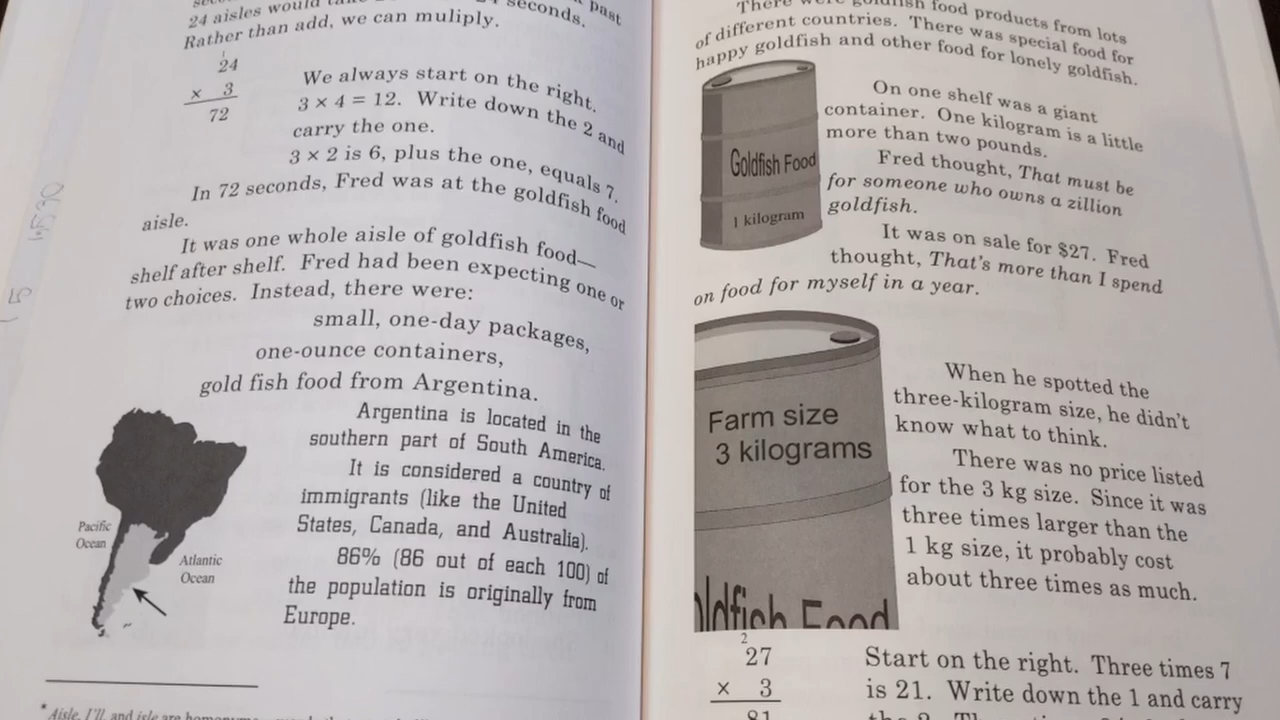 past
24 aisles would seconds.
Rather than add, we can muliply.
1
24
× 3
72
We always start on the right.
3 × 4 = 12. Write down the 2 and
carry the one.
3 × 2 is 6, plus the one, equals 7.
In 72 seconds, Fred was at the goldfish food
aisle.
It was one whole aisle of goldfish food—
shelf after shelf. Fred had been expecting one or
two choices. Instead, there were:
small, one-day packages,
one-ounce containers,
gold fish food from Argentina.
Argentina is located in the
southern part of South America.
It is considered a country of
immigrants (like the United
States, Canada, and Australia).
86% (86 out of each 100) of
the population is originally from
Europe.
Pacific
Ocean
Atlantic
Ocean
* Aisle, I'll, and isle are
There were goldfish food products from lots
of different countries. There was special food for
happy goldfish and other food for lonely goldfish.
Goldfish Food
1 kilogram
On one shelf was a giant
container. One kilogram is a little
more than two pounds.
Fred thought, That must be
for someone who owns a zillion
goldfish.
It was on sale for $27. Fred
thought, That's more than I spend
on food for myself in a year.
Farm size
3 kilograms
ldfish Food
When he spotted the
three-kilogram size, he didn't
know what to think.
There was no price listed
for the 3 kg size. Since it was
three times larger than the
1 kg size, it probably cost
about three times as much.
2
27
× 3
81
Start on the right. Three times 7
is 21. Write down the 1 and carry
the 2.